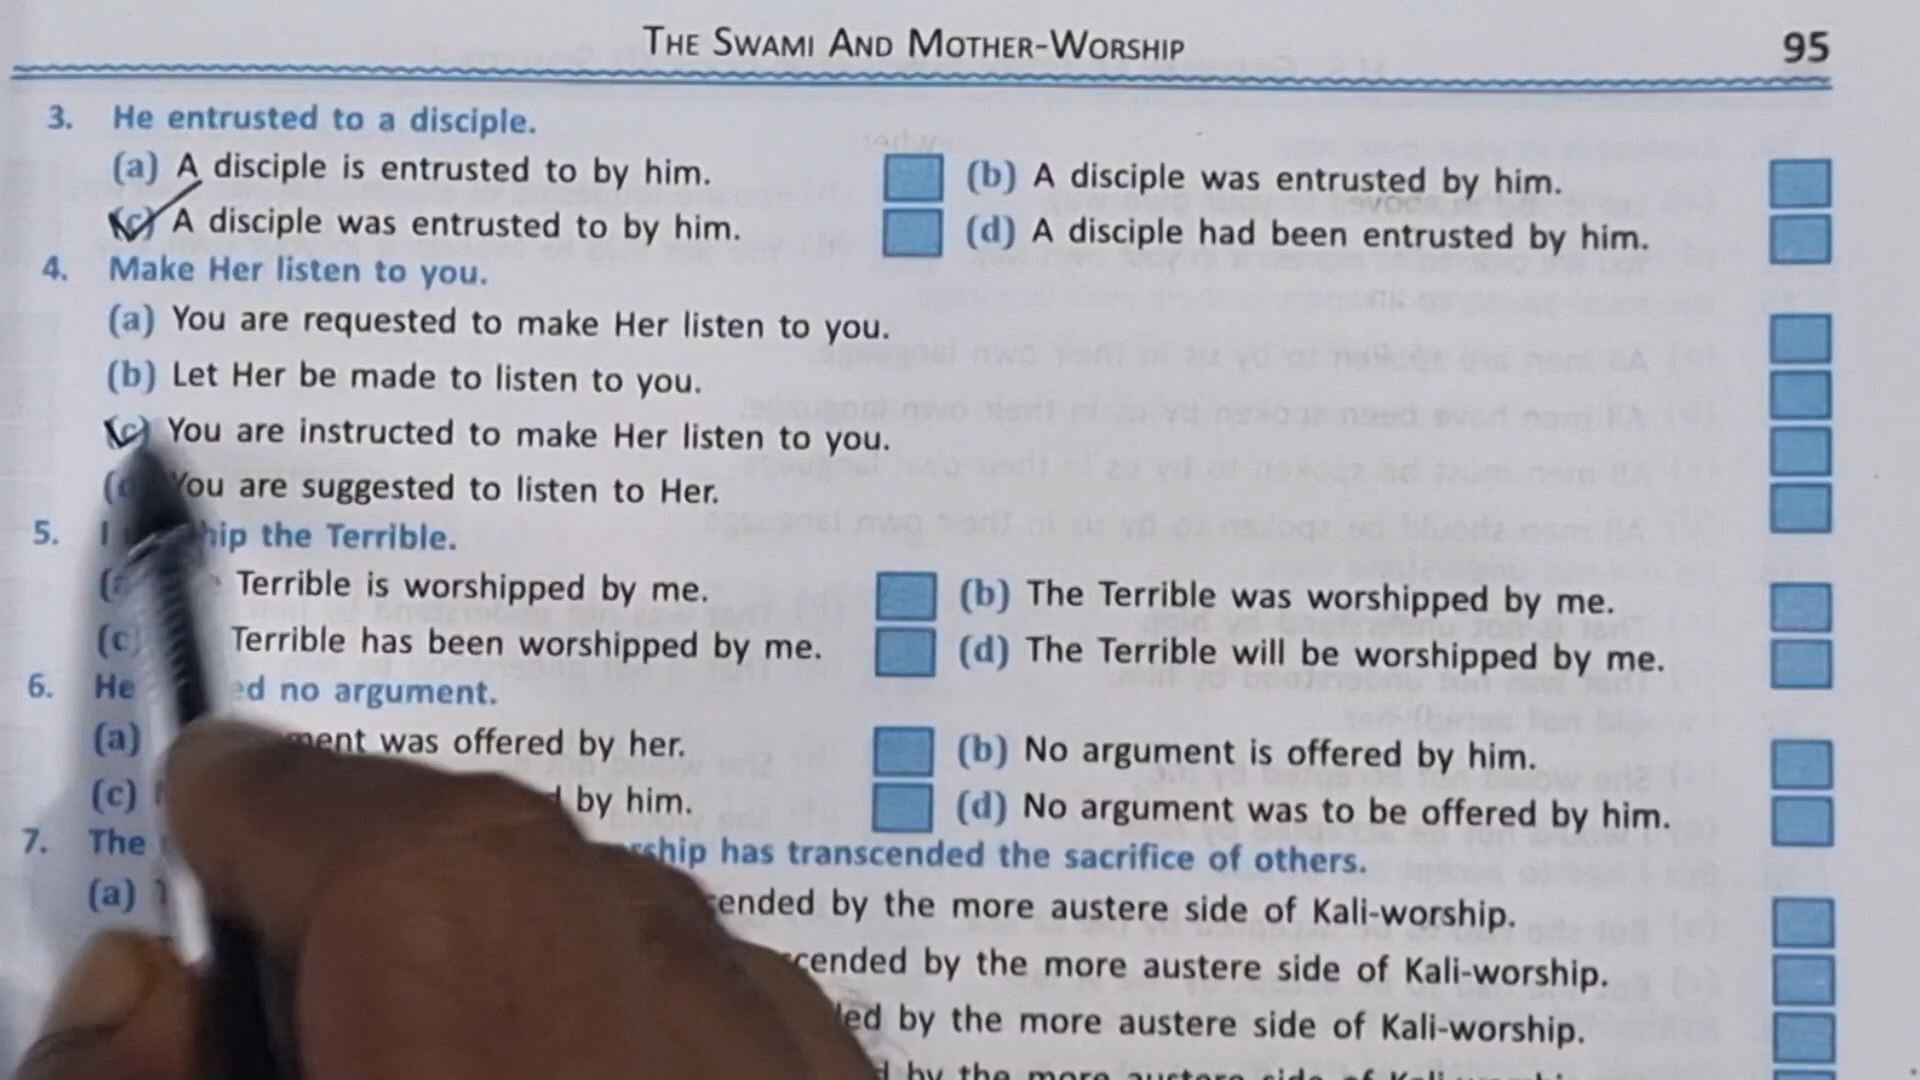 THE SWAMI AND MOTHER-WORSHIP 95
3. He entrusted to a disciple.
(a) A disciple is entrusted to by him. (b) A disciple was entrusted by him.
(c) A disciple was entrusted to by him. (d) A disciple had been entrusted by him.
4. Make Her listen to you.
(a) You are requested to make Her listen to you.
(b) Let Her be made to listen to you.
(c) You are instructed to make Her listen to you.
You are suggested to listen to Her.
5. I the Terrible.
Terrible is worshipped by me. (b) The Terrible was worshipped by me.
(c) Terrible has been worshipped by me. (d) The Terrible will be worshipped by me.
6. He no argument.
(a) was offered by her. (b) No argument is offered by him.
(c) by him. (d) No argument was to be offered by him.
7. The has transcended the sacrifice of others.
(a) by the more austere side of Kali-worship.
by the more austere side of Kali-worship.
by the more austere side of Kali-worship.
by the more austere side of